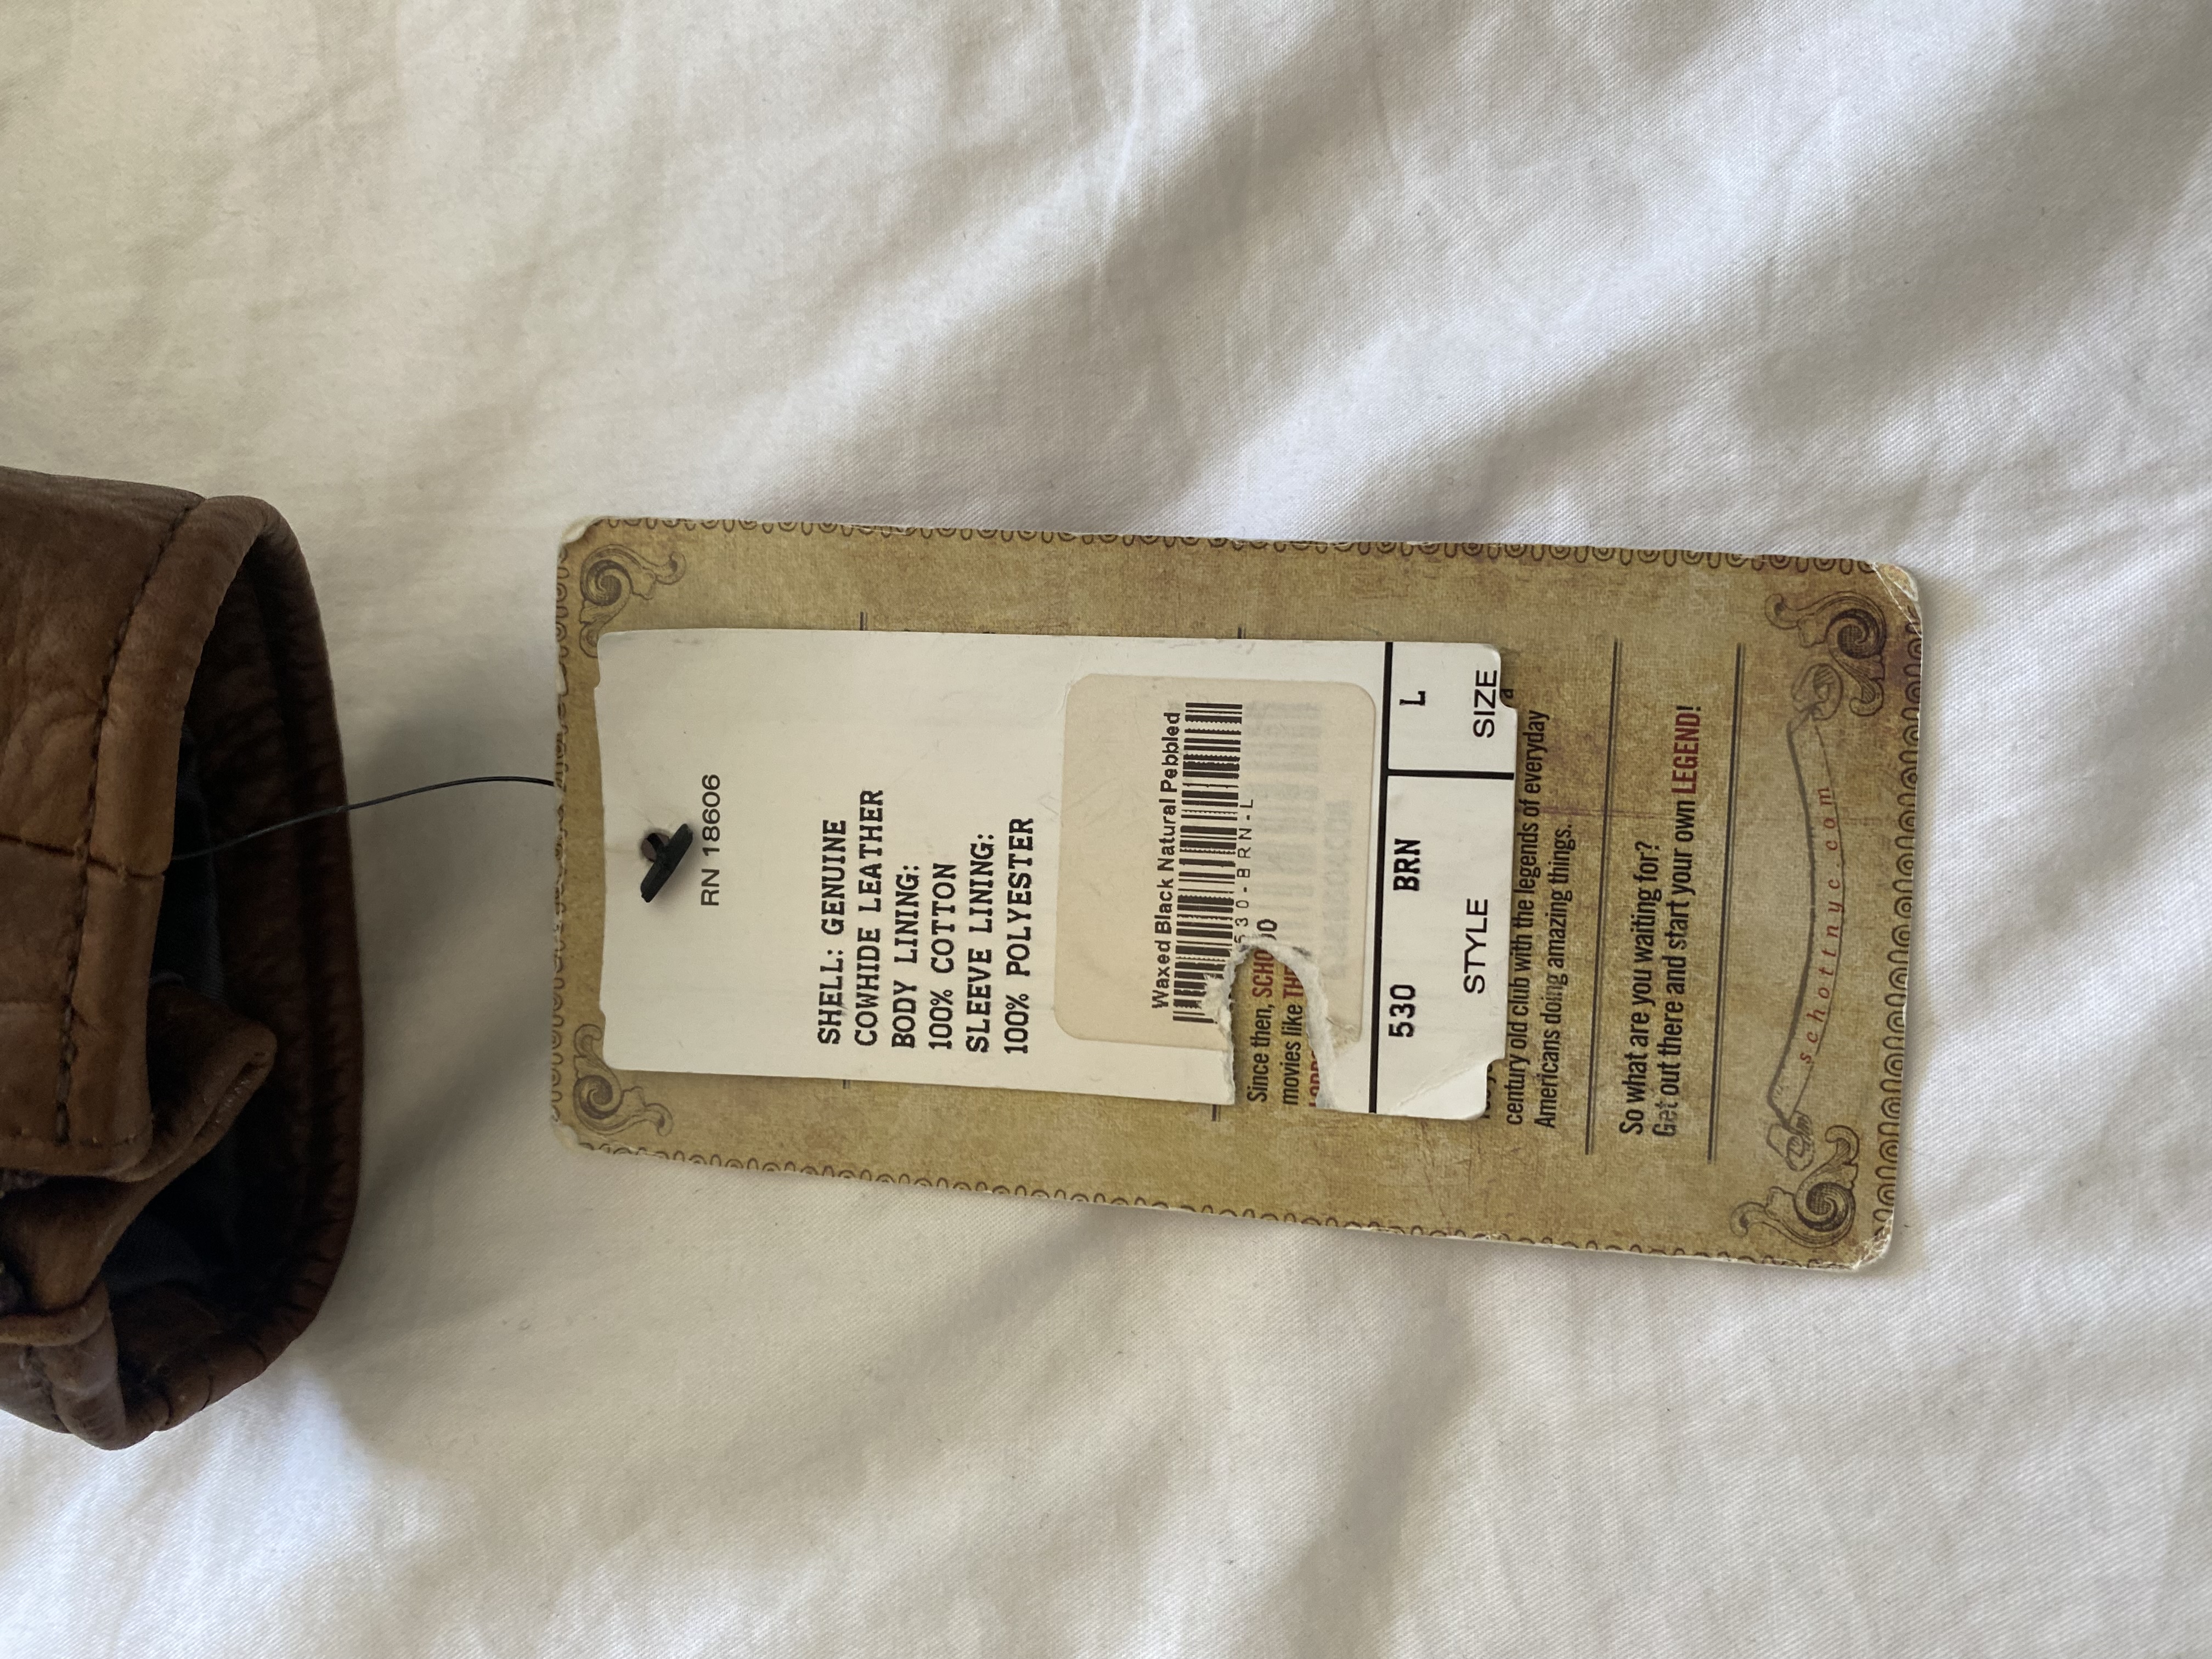 RN 18606
SHELL: GENUINE
COWHIDE LEATHER
BODY LINING:
100% COTTON
SLEEVE LINING:
100% POLYESTER
Waxed Black Natural Pebbled
530-BRN-L
Since then,
movies like
530 BRN L
STYLE SIZE
century old club with the legends of everyday
Americans doing amazing things.
So what are you waiting for?
Get out there and start your own LEGEND!
schottnyc.com